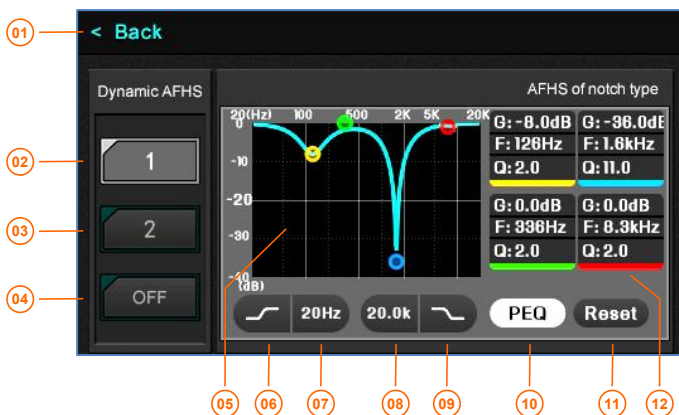 01
< Back
Dynamic AFHS
AFHS of notch type
02
1
03
2
04
OFF
20(Hz) 100 500 2K 5K 20K
0
-10
-20
-30
-40
(dB)
G:-8.0dB
F:126Hz
Q:2.0
G:-36.0dB
F:1.6kHz
Q:11.0
G:0.0dB
F:336Hz
Q:2.0
G:0.0dB
F:8.3kHz
Q:2.0
20Hz
20.0k
PEQ
Reset
05 06 07 08 09 10 11 12